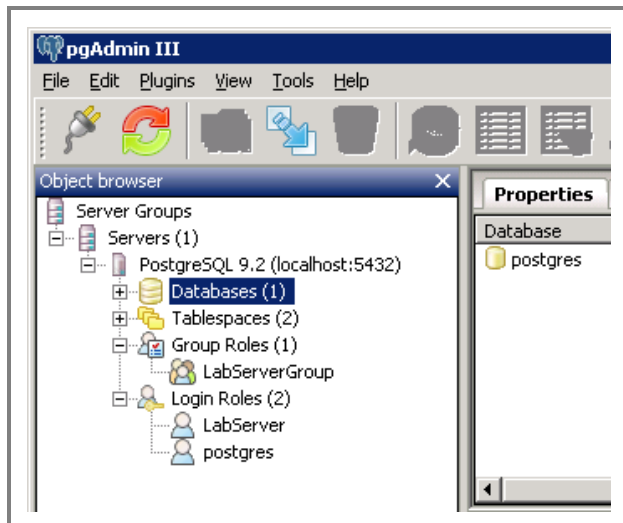 pgAdmin III
File Edit Plugins View Tools Help
Object browser
Properties
Server Groups
Database
Servers (1)
PostgreSQL 9.2 (localhost:5432)
postgres
Databases (1)
Tablespaces (2)
Group Roles (1)
LabServerGroup
Login Roles (2)
LabServer
postgres